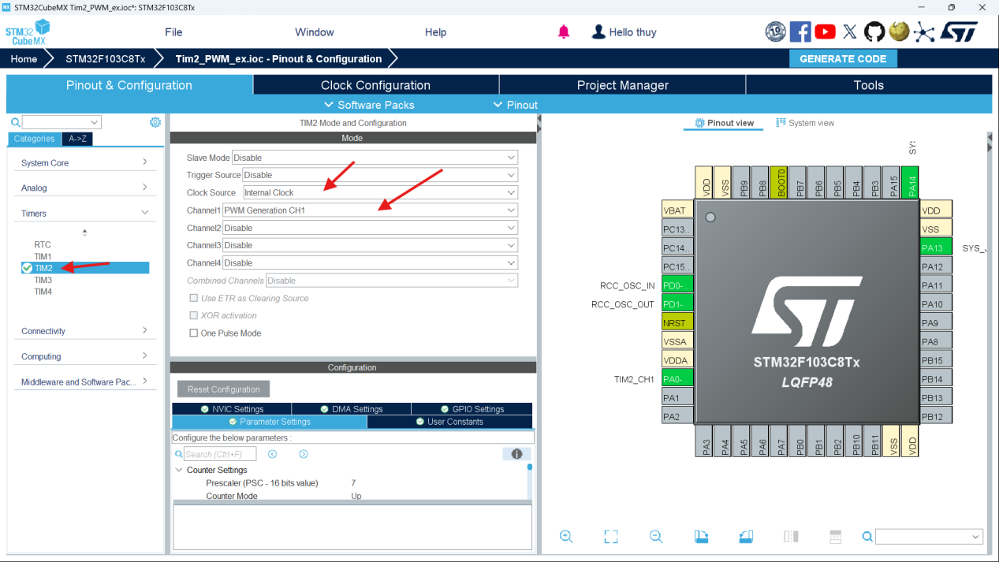 STM32CubeMX Tim2_PWM_ex.ioc*: STM32F103C8Tx
STM32
CubeMX
File
Window
Help
Hello thuy
10
Home
STM32F103C8Tx
Tim2_PWM_ex.ioc - Pinout & Configuration
GENERATE CODE
Pinout & Configuration
Clock Configuration
Project Manager
Tools
Software Packs
Pinout
Categories
A->Z
System Core
Analog
Timers
RTC
TIM1
TIM2
TIM3
TIM4
Connectivity
Computing
Middleware and Software Pac...
TIM2 Mode and Configuration
Mode
Slave Mode Disable
Trigger Source Disable
Clock Source Internal Clock
Channel1 PWM Generation CH1
Channel2 Disable
Channel3 Disable
Channel4 Disable
Combined Channels Disable
Use ETR as Clearing Source
XOR activation
One Pulse Mode
Configuration
Reset Configuration
NVIC Settings
DMA Settings
GPIO Settings
Parameter Settings
User Constants
Configure the below parameters :
Search (Ctrl+F)
Counter Settings
Prescaler (PSC - 16 bits value) 7
Counter Mode Up
Pinout view
System view
SYS
VDD
VSS
PB9
PB8
BOOT0
PB7
PB6
PB5
PB4
PB3
PA15
PA14
VBAT
PC13..
PC14..
PC15..
RCC_OSC_IN PD0-..
RCC_OSC_OUT PD1-..
NRST
VSSA
VDDA
TIM2_CH1 PA0-..
PA1
PA2
ST
STM32F103C8Tx
LQFP48
VDD
VSS
PA13 SYS_J
PA12
PA11
PA10
PA9
PA8
PB15
PB14
PB13
PB12
PA3
PA4
PA5
PA6
PA7
PB0
PB1
PB2
PB10
PB11
VSS
VDD